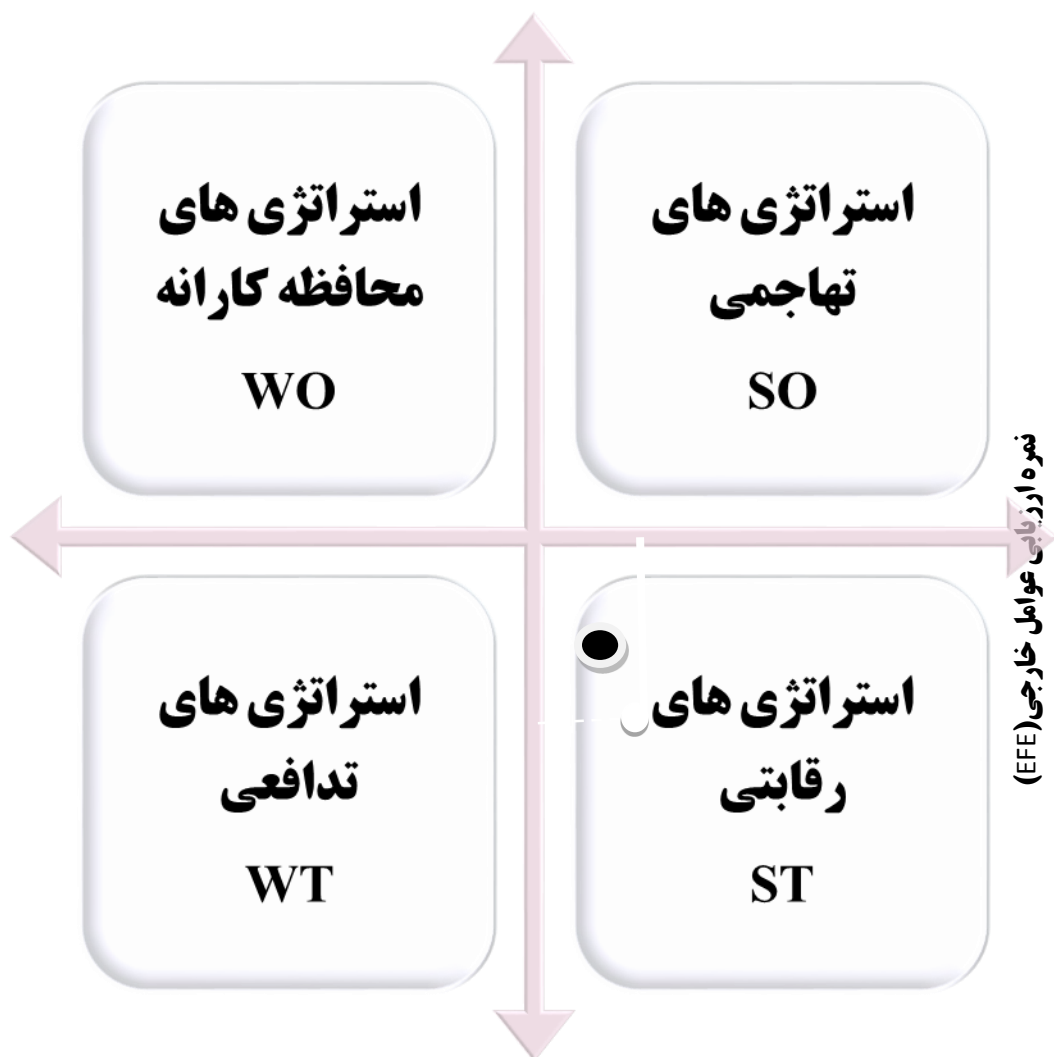 استراتژی های
تهاجمی
SO
استراتژی های
محافظه کارانه
WO
استراتژی های
رقابتی
ST
استراتژی های
تدافعی
WT
نمره ارزیابی عوامل خارجی(EFE)